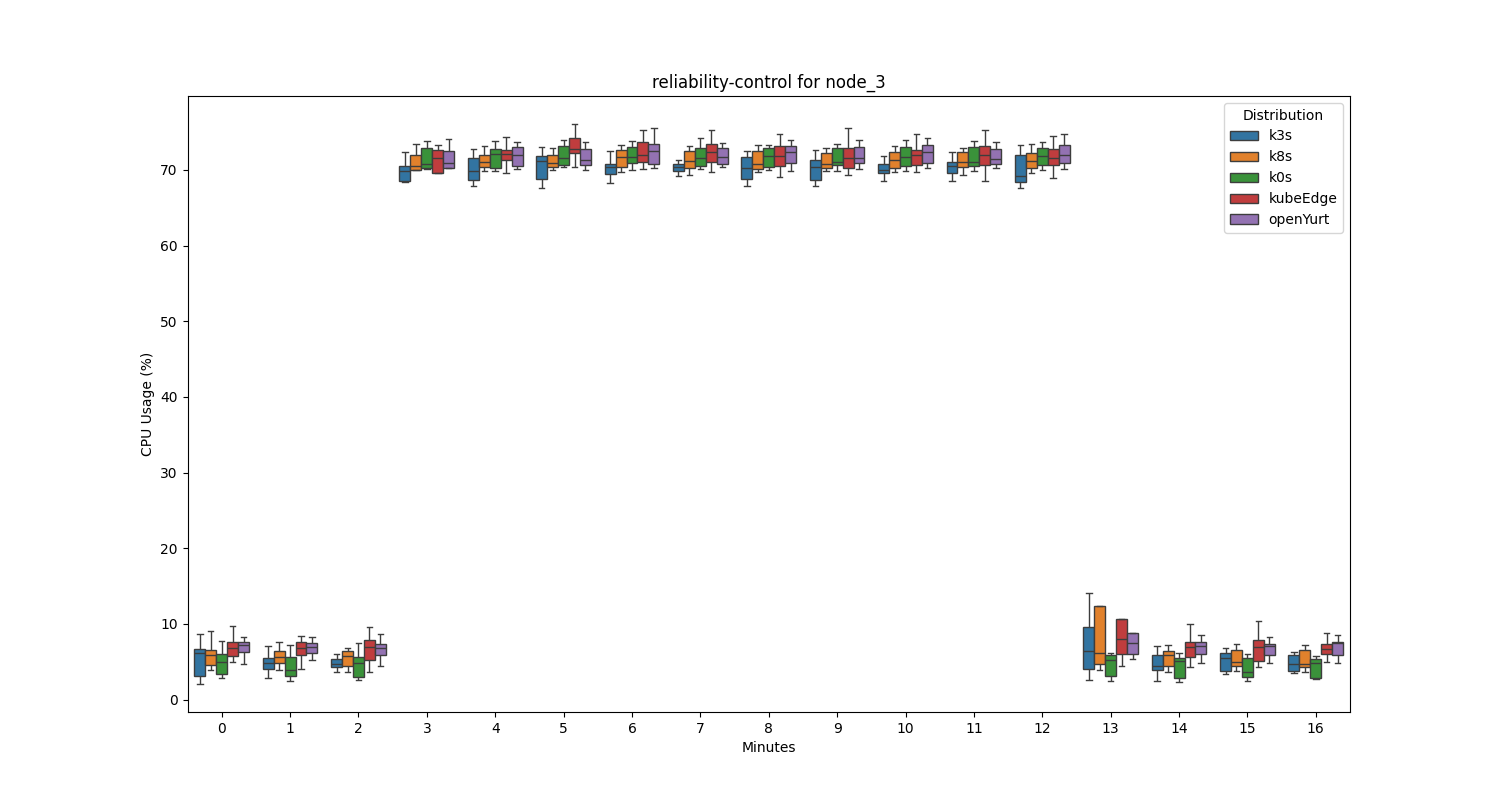 reliability-control for node_3
Distribution
k3s
k8s
k0s
kubeEdge
openYurt
CPU Usage (%)
70
60
50
40
30
20
10
0
0 1 2 3 4 5 6 7 8 9 10 11 12 13 14 15 16
Minutes